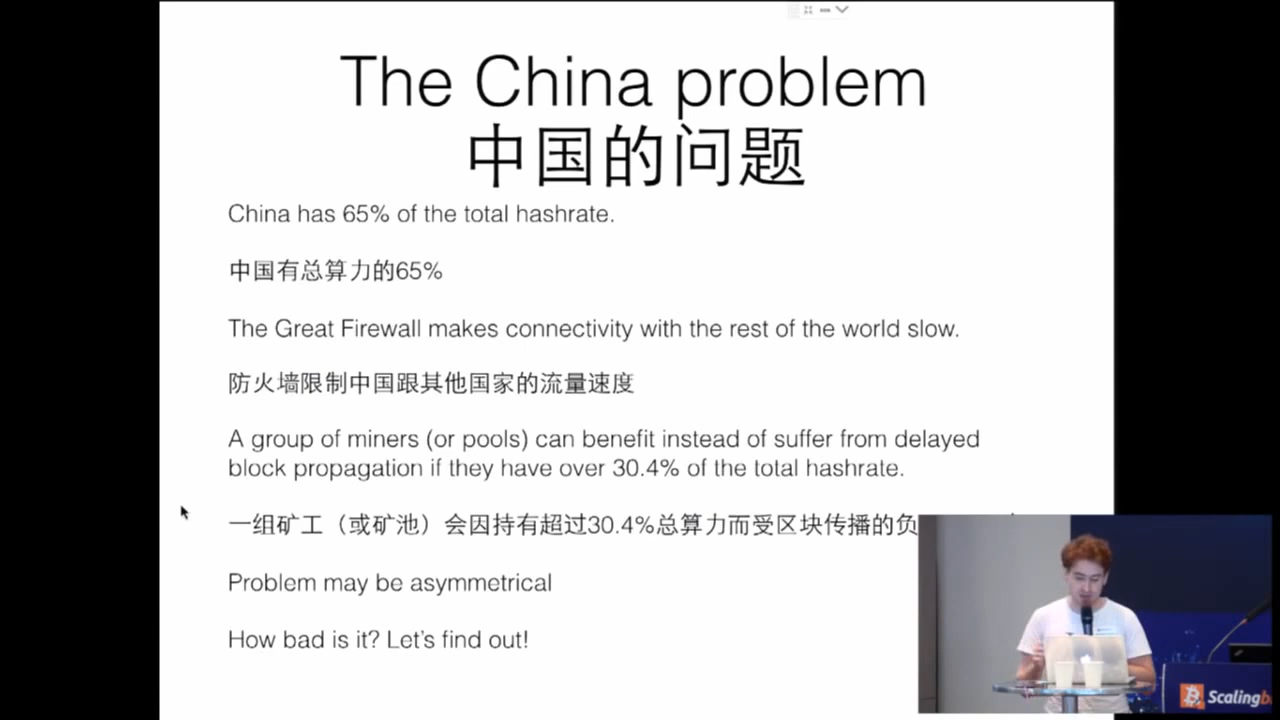 The China problem
中国的问题
China has 65% of the total hashrate.
中国有总算力的65%
The Great Firewall makes connectivity with the rest of the world slow.
防火墙限制中国跟其他国家的流量速度
A group of miners (or pools) can benefit instead of suffer from delayed
block propagation if they have over 30.4% of the total hashrate.
一组矿工（或矿池）会因持有超过30.4%总算力而受区块传播的负
Problem may be asymmetrical
How bad is it? Let's find out!